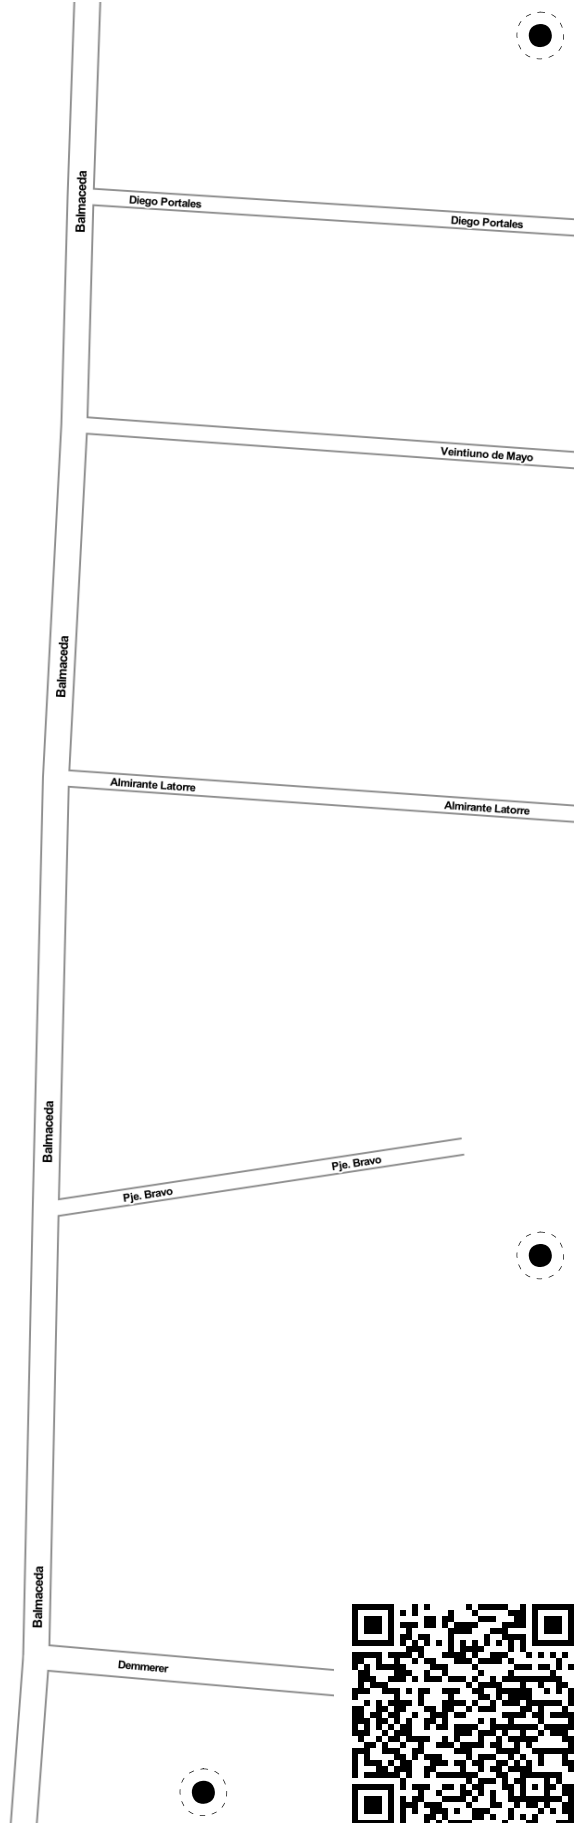 Balmaceda
Diego Portales
Diego Portales
Veintiuno de Mayo
Balmaceda
Almirante Latorre
Almirante Latorre
Balmaceda
Pje. Bravo
Pje. Bravo
Balmaceda
Demmerer